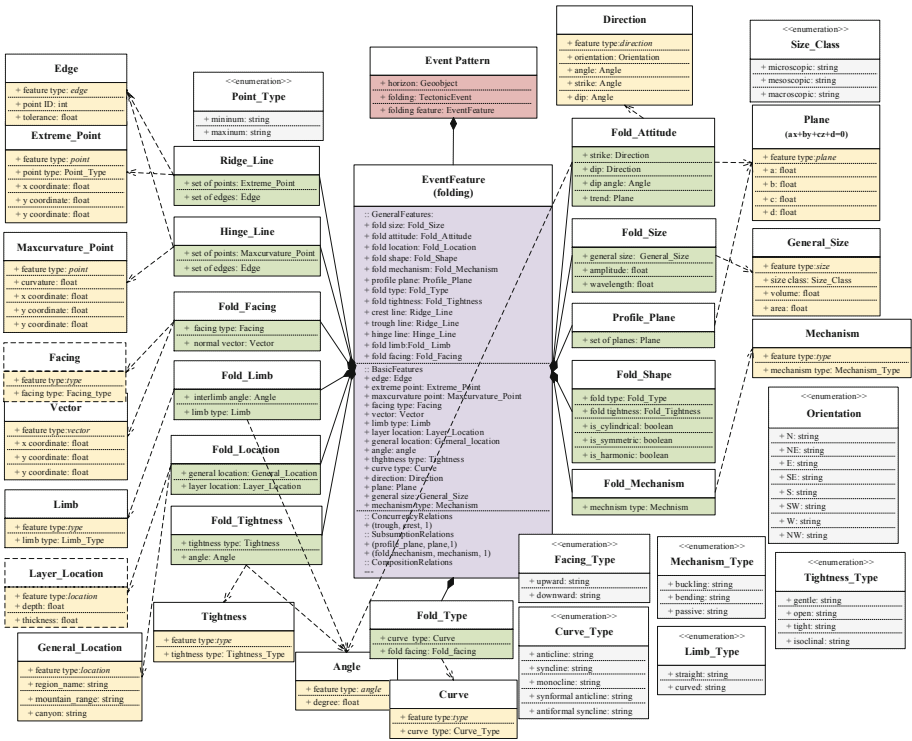 Edge
+ feature type: edge
+ point ID: int
+ tolerance: float
Extreme_Point
+ feature type: point
+ point type: Point_Type
+ x coordinate: float
+ y coordinate: float
+ y coordinate: float
Maxcurvature_Point
+ feature type: point
+ curvature: float
+ x coordinate: float
+ y coordinate: float
+ y coordinate: float
Facing
+ feature type:type
+ facing type: Facing_type
Vector
+ feature type:vector
+ x coordinate: float
+ y coordinate: float
+ y coordinate: float
Limb
+ feature type:type
+ limb type: Limb_Type
Layer_Location
+ feature type:location
+ depth: float
+ thickness: float
General_Location
+ feature type:location
+ region_name: string
+ mountain_range: string
+ canyon: string
<<enumeration>>
Point_Type
+ mininum: string
+ maxinum: string
Ridge_Line
+ set of points: Extreme_Point
+ set of edges: Edge
Hinge_Line
+ set of points: Maxcurvature_Point
+ set of edges: Edge
Fold_Facing
+ facing type: Facing
+ normal vector: Vector
Fold_Limb
+ interlimb angle: Angle
+ limb type: Limb
Fold_Location
+ general location: General_Location
+ layer location: Layer_Location
Fold_Tightness
+ tightness type: Tightness
+ angle: Angle
Tightness
+ feature type:type
+ tightness type: Tightness_Type
Angle
+ feature type: angle
+ degree: float
Event Pattern
+ horizon: Geoobject
+ folding: TectonicEvent
+ folding feature: EventFeature
EventFeature
(folding)
:: GeneralFeatures:
+ fold size: Fold_Size
+ fold attitude: Fold_Attitude
+ fold location: Fold_Location
+ fold shape: Fold_Shape
+ fold mechanism: Fold_Mechanism
+ profile plane: Profile_Plane
+ fold type: Fold_Type
+ fold tightness: Fold_Tightness
+ crest line: Ridge_Line
+ trough line: Ridge_Line
+ hinge line: Hinge_Line
+ fold limb:Fold_ Limb
+ fold facing: Fold_Facing
:: BasicFeatures
+ edge: Edge
+ extreme point: Extreme_Point
+ maxcurvature point: Maxcurvature_Point
+ facing type: Facing
+ vector: Vector
+ limb type: Limb
+ layer location: Layer_Location
+ general location: General_location
+ angle: angle
+ thghtness type: Tightness
+ curve type: Curve
+ direction: Direction
+ plane: Plane
+ general size:General_Size
+ mechanism type: Mechanism
:: ConcurrencyRelations
+ (trough, crest, 1)
:: SubsumptionRelations
+ (profile_plane, plane,1)
+ (fold_mechanism, mechanism, 1)
:: CompositionRelations
---
Fold_Type
+ curve type: Curve
+ fold facing: Fold_facing
Curve
+ feature type:type
+ curve type: Curve_Type
Direction
+ feature type:direction
+ orientation: Orientation
+ angle: Angle
+ strike: Angle
+ dip: Angle
Fold_Attitude
+ strike: Direction
+ dip: Direction
+ dip angle: Angle
+ trend: Plane
Fold_Size
+ general size: General_Size
+ amplitude: float
+ wavelength: float
Profile_Plane
+ set of planes: Plane
Fold_Shape
+ fold type: Fold_Type
+ fold tightness: Fold_Tightness
+ is_cylindrical: boolean
+ is_symmetric: boolean
+ is_harmonic: boolean
Fold_Mechanism
+ mechnism type: Mechnism
<<enumeration>>
Facing_Type
+ upward: string
+ downward: string
<<enumeration>>
Curve_Type
+ anticline: string
+ syncline: string
+ monocline: string
+ synformal anticline: string
+ antiformal syncline: string
<<enumeration>>
Size_Class
+ microscopic: string
+ mesoscopic: string
+ macroscopic: string
Plane
(ax+by+cz+d=0)
+ feature type:plane
+ a: float
+ b: float
+ c: float
+ d: float
General_Size
+ feature type:size
+ size class: Size_Class
+ volume: float
+ area: float
Mechanism
+ feature type:type
+ mechanism type: Mechanism_Type
<<enumeration>>
Orientation
+ N: string
+ NE: string
+ E: string
+ SE: string
+ S: string
+ SW: string
+ W: string
+ NW: string
<<enumeration>>
Mechanism_Type
+ buckling: string
+ bending: string
+ passive: string
<<enumeration>>
Limb_Type
+ straight: string
+ curved: string
<<enumeration>>
Tightness_Type
+ gentle: string
+ open: string
+ tight: string
+ isoclinal: string